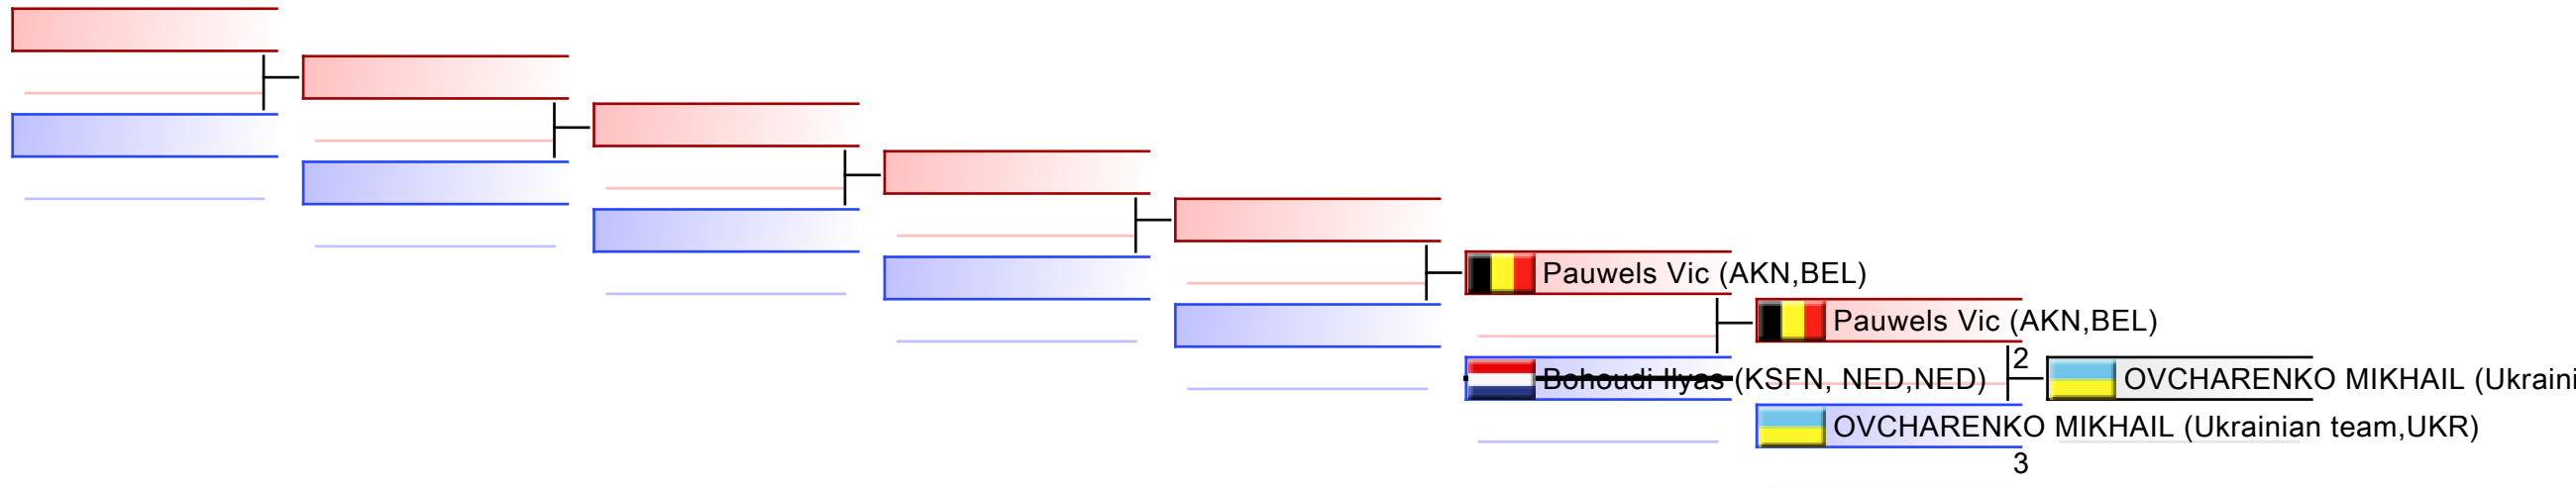 Pauwels Vic (AKN,BEL)
Pauwels Vic (AKN,BEL)
2
Bohoudi Ilyas (KSFN, NED,NED)
OVCHARENKO MIKHAIL (Ukraini
OVCHARENKO MIKHAIL (Ukrainian team,UKR)
3